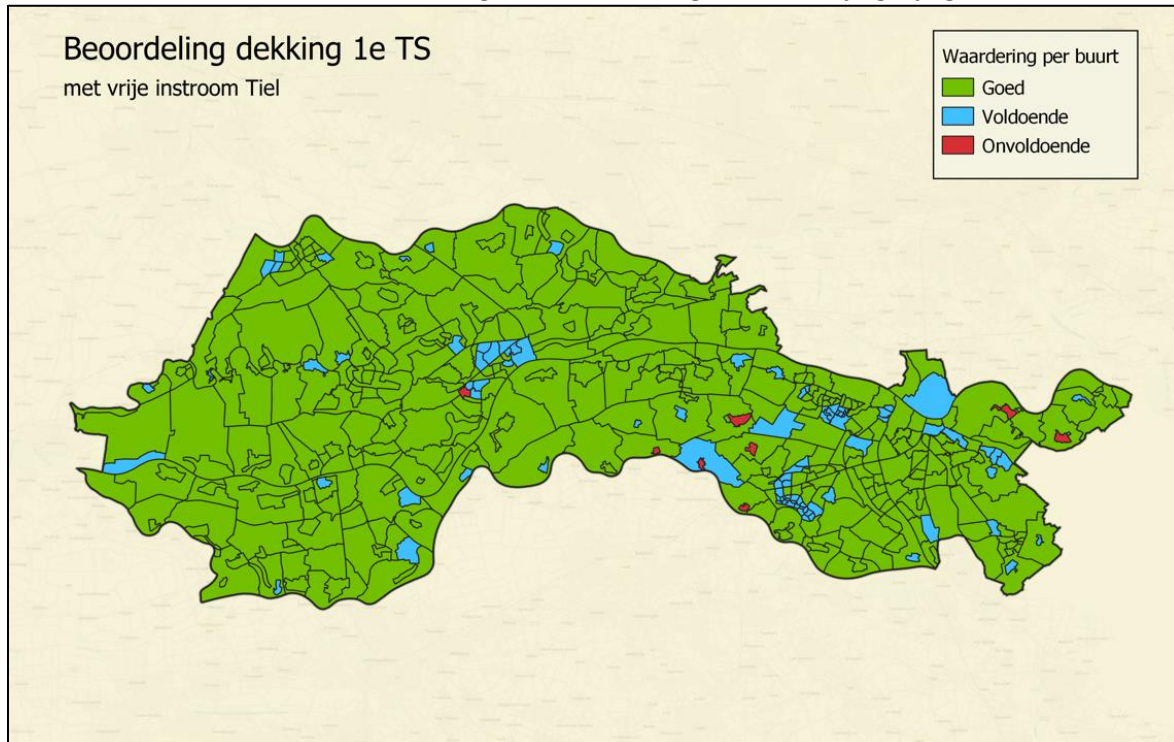 Beoordeling dekking 1e TS
met vrije instroom Tiel
Waardering per buurt
Goed
Voldoende
Onvoldoende